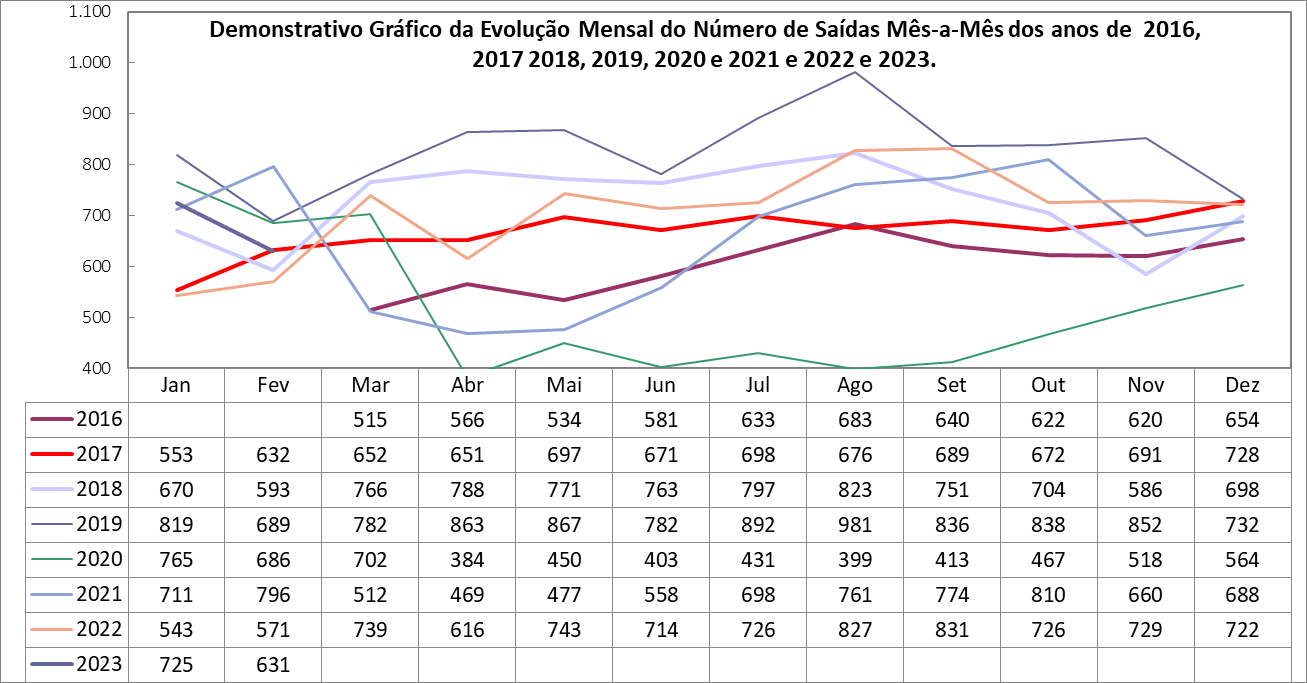 Demonstrativo Gráfico da Evolução Mensal do Número de Saídas Mês-a-Mês dos anos de 2016,
2017 2018, 2019, 2020 e 2021 e 2022 e 2023.
1.100
1.000
900
800
700
600
500
400
Jan Fev Mar Abr Mai Jun Jul Ago Set Out Nov Dez
2016 515 566 534 581 633 683 640 622 620 654
2017 553 632 652 651 697 671 698 676 689 672 691 728
2018 670 593 766 788 771 763 797 823 751 704 586 698
2019 819 689 782 863 867 782 892 981 836 838 852 732
2020 765 686 702 384 450 403 431 399 413 467 518 564
2021 711 796 512 469 477 558 698 761 774 810 660 688
2022 543 571 739 616 743 714 726 827 831 726 729 722
2023 725 631